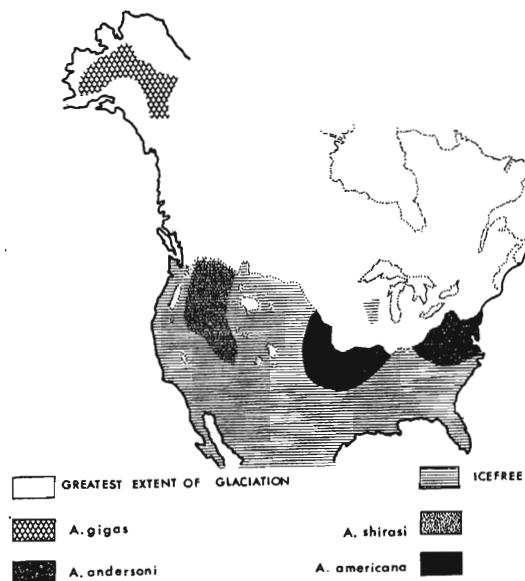 GREATEST EXTENT OF GLACIATION
ICEFREE
A. gigas
A. shirasi
A. andersoni
A. americana